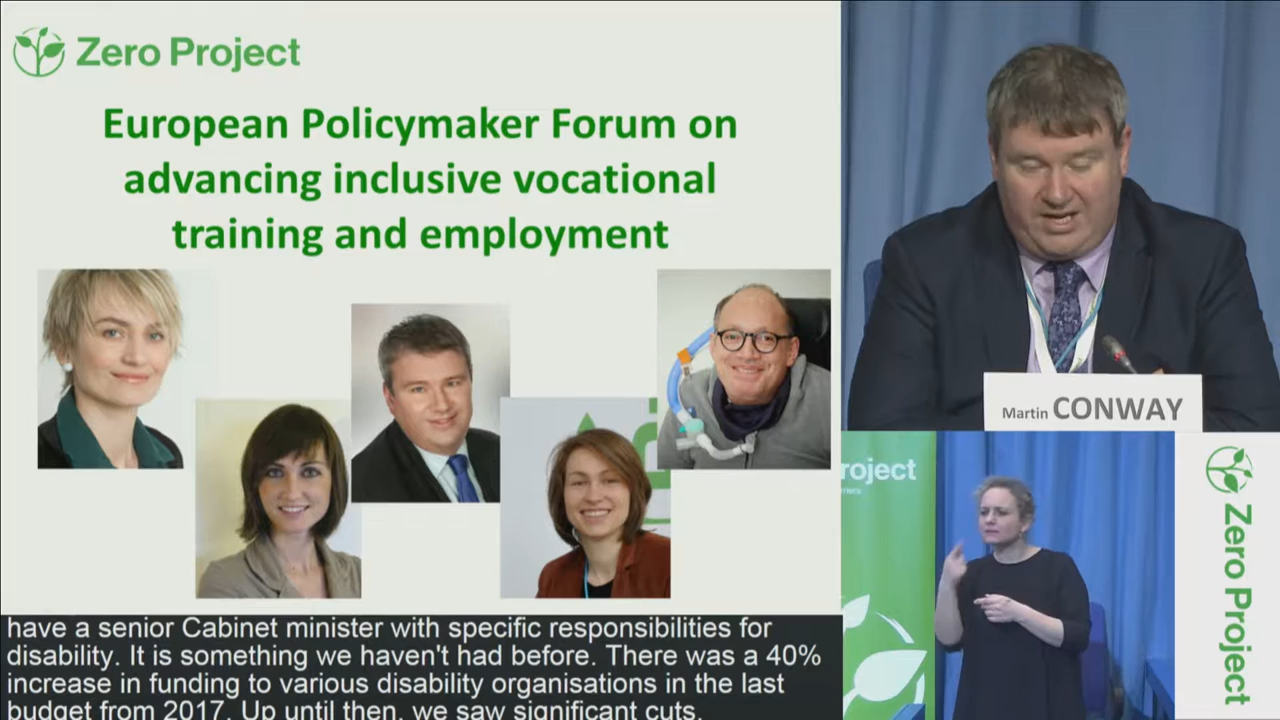 Zero Project
European Policymaker Forum on
advancing inclusive vocational
training and employment
Martin CONWAY
roject
Zero Project
have a senior Cabinet minister with specific responsibilities for
disability. It is something we haven't had before. There was a 40%
increase in funding to various disability organisations in the last
budget from 2017. Up until then, we saw significant cuts.